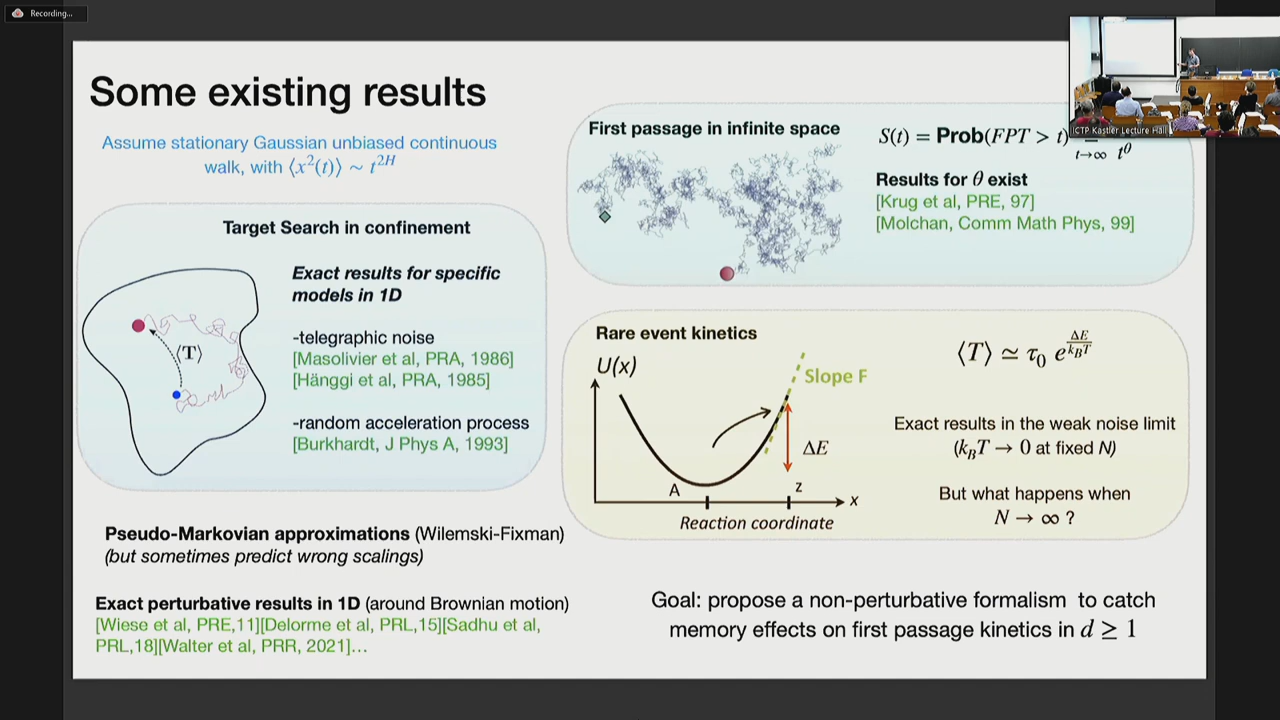 Recording...
Some existing results
Assume stationary Gaussian unbiased continuous
walk, with ⟨x²(t)⟩ ~ t^{2H}
Target Search in confinement
Exact results for specific
models in 1D
⟨T⟩
-telegraphic noise
[Masolivier et al, PRA, 1986]
[Hänggi et al, PRA, 1985]
-random acceleration process
[Burkhardt, J Phys A, 1993]
Pseudo-Markovian approximations (Wilemski-Fixman)
(but sometimes predict wrong scalings)
Exact perturbative results in 1D (around Brownian motion)
[Wiese et al, PRE,11][Delorme et al, PRL,15][Sadhu et al,
PRL,18][Walter et al, PRR, 2021]...
First passage in infinite space
S(t) = Prob(FPT > t)
t→∞ t^θ
Results for θ exist
[Krug et al, PRE, 97]
[Molchan, Comm Math Phys, 99]
ICTP Kastler Lecture Hall
Rare event kinetics
U(x)
Slope F
ΔE
A
z
x
Reaction coordinate
⟨T⟩ ≃ τ₀ e^{ΔE/k_BT}
Exact results in the weak noise limit
(k_BT → 0 at fixed N)
But what happens when
N → ∞ ?
Goal: propose a non-perturbative formalism to catch
memory effects on first passage kinetics in d ≥ 1